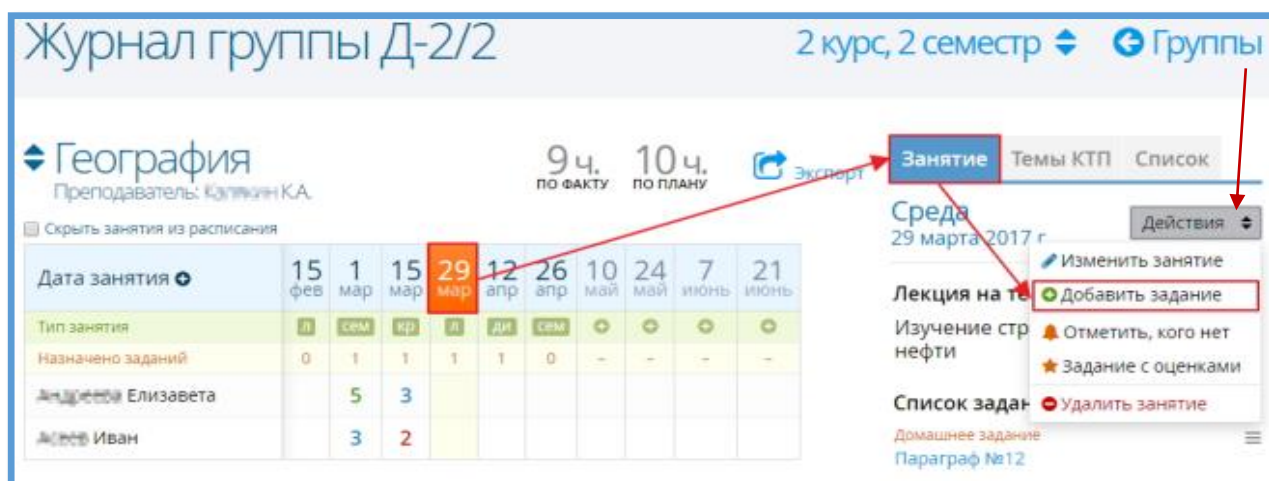 Журнал группы Д-2/2
2 курс, 2 семестр
Группы
География
Преподаватель: К.А.
9 ч.
ПО ФАКТУ
10 ч.
ПО ПЛАНУ
Экспорт
Скрыть занятия из расписания
Дата занятия 15 фев 1 мар 15 мар 29 мар 12 апр 26 апр 10 май 24 май 7 июнь 21 июнь
Тип занятия л сем кр л ди сем
Назначено заданий 0 1 1 1 1 0 - - - -
Елизавета 5 3
Иван 3 2
Занятие Темы КТП Список
Среда
29 марта 2017 г
Действия
Изменить занятие
Добавить задание
Отметить, кого нет
Задание с оценками
Удалить занятие
Лекция на те
Изучение стр
нефти
Список задан
Домашнее задание
Параграф №12